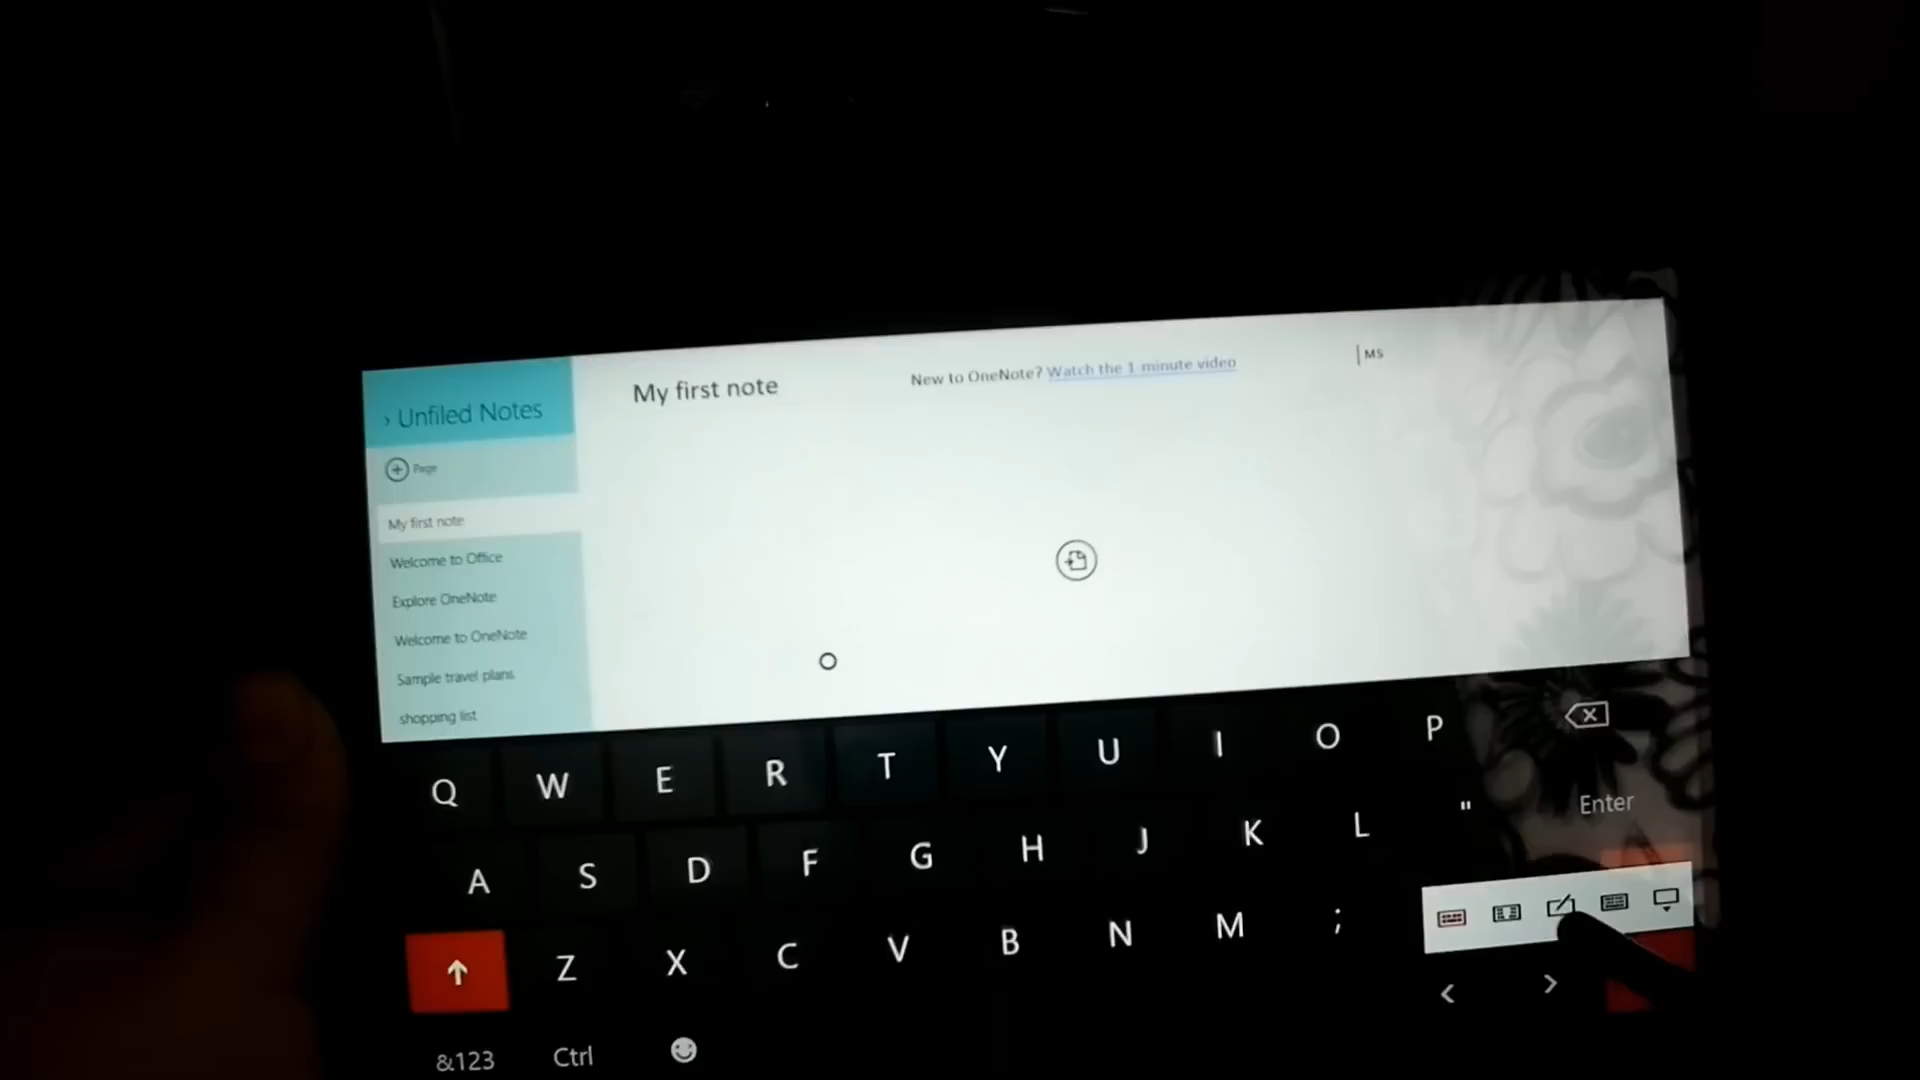 › Unfiled Notes
Page
My first note
Welcome to Office
Explore OneNote
Welcome to OneNote
Sample travel plans
shopping list
My first note
New to OneNote? Watch the 1 minute video
MS
Q W E R T Y U I O P
A S D F G H J K L " Enter
Z X C V B N M ;
&123 Ctrl < >